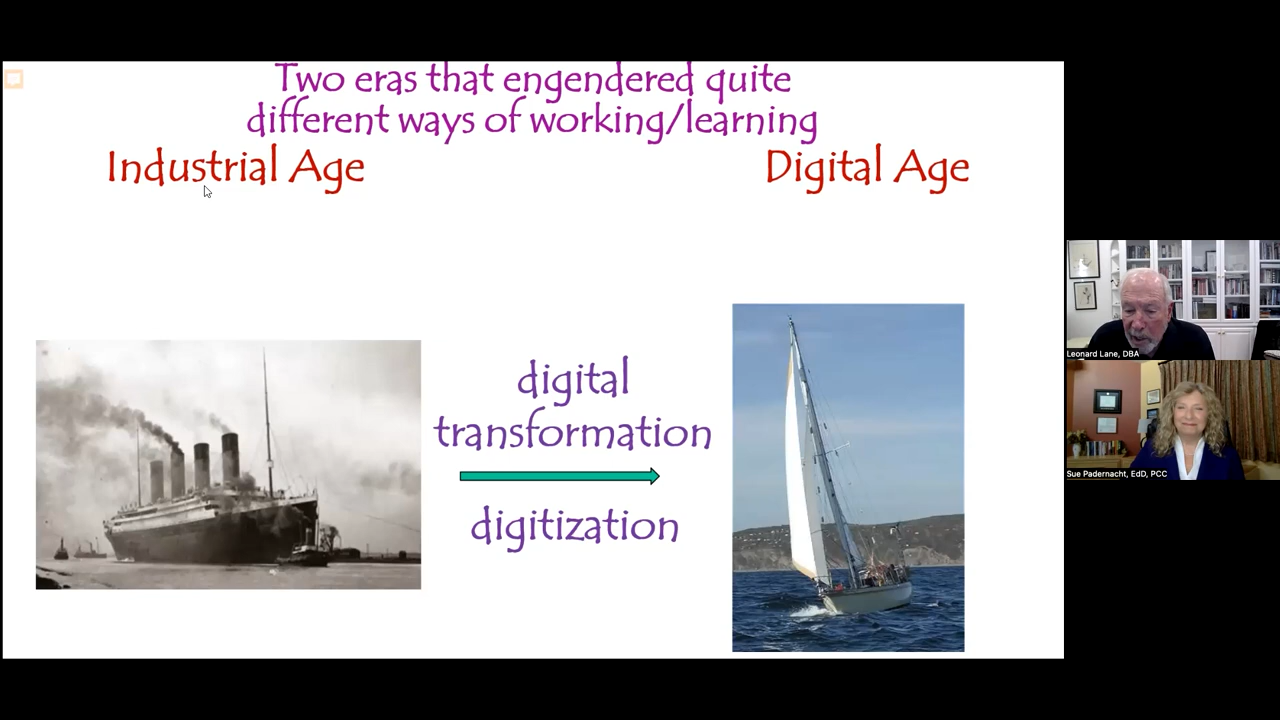 Two eras that engendered quite
different ways of working/learning
Industrial Age
Digital Age
digital
transformation
digitization
Leonard Lane, DBA
Sue Padernacht, EdD, PCC